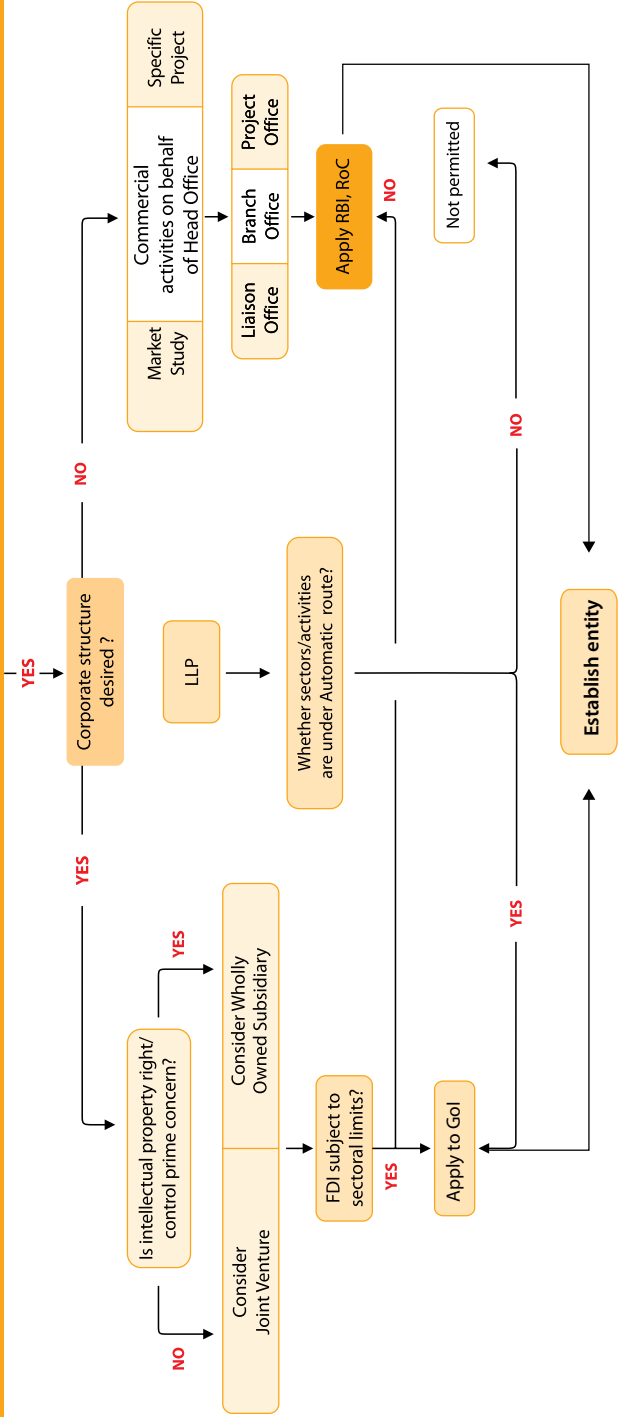 YES
Corporate structure
desired ?
YES
NO
Is intellectual property right/
control prime concern?
NO
YES
Consider
Joint Venture
Consider Wholly
Owned Subsidiary
FDI subject to
sectoral limits?
YES
NO
Apply to GoI
LLP
Whether sectors/activities
are under Automatic route?
YES
NO
Not permitted
Market
Study
Commercial
activities on behalf
of Head Office
Specific
Project
Liaison
Office
Branch
Office
Project
Office
Apply RBI, RoC
Establish entity